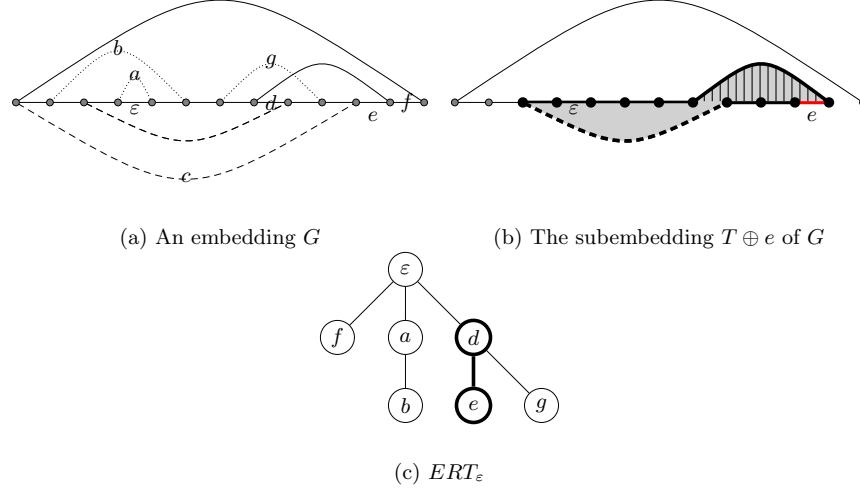 b
g
a
ε
d
e
f
c
ε
e
(a) An embedding G
(b) The subembedding T ⊕ e of G
ε
f
a
d
b
e
g
(c) ERT_ε